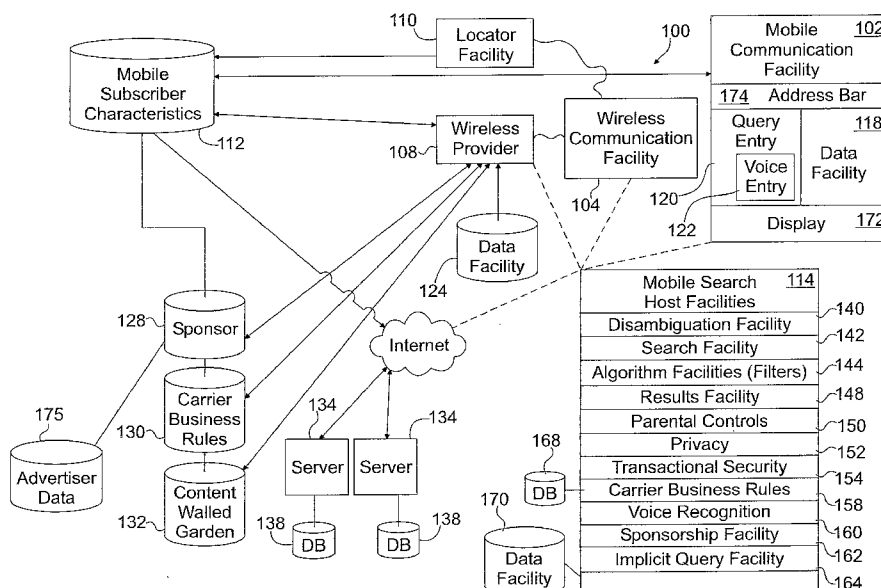 110
Locator
Facility
100
102
Mobile
Communication
Facility
174
Address Bar
Query
Entry
118
Data
Facility
Voice
Entry
120
122
Display
172
Mobile
Subscriber
Characteristics
112
Wireless
Provider
108
Wireless
Communication
Facility
104
Data
Facility
124
128
Sponsor
Internet
Carrier
Business
Rules
130
175
Advertiser
Data
Content
Walled
Garden
132
134
134
Server
Server
138
DB
DB
138
Mobile Search
Host Facilities
114
140
Disambiguation Facility
142
Search Facility
144
Algorithm Facilities (Filters)
148
Results Facility
150
Parental Controls
152
Privacy
154
Transactional Security
158
Carrier Business Rules
160
Voice Recognition
162
Sponsorship Facility
164
Implicit Query Facility
168
DB
170
Data
Facility